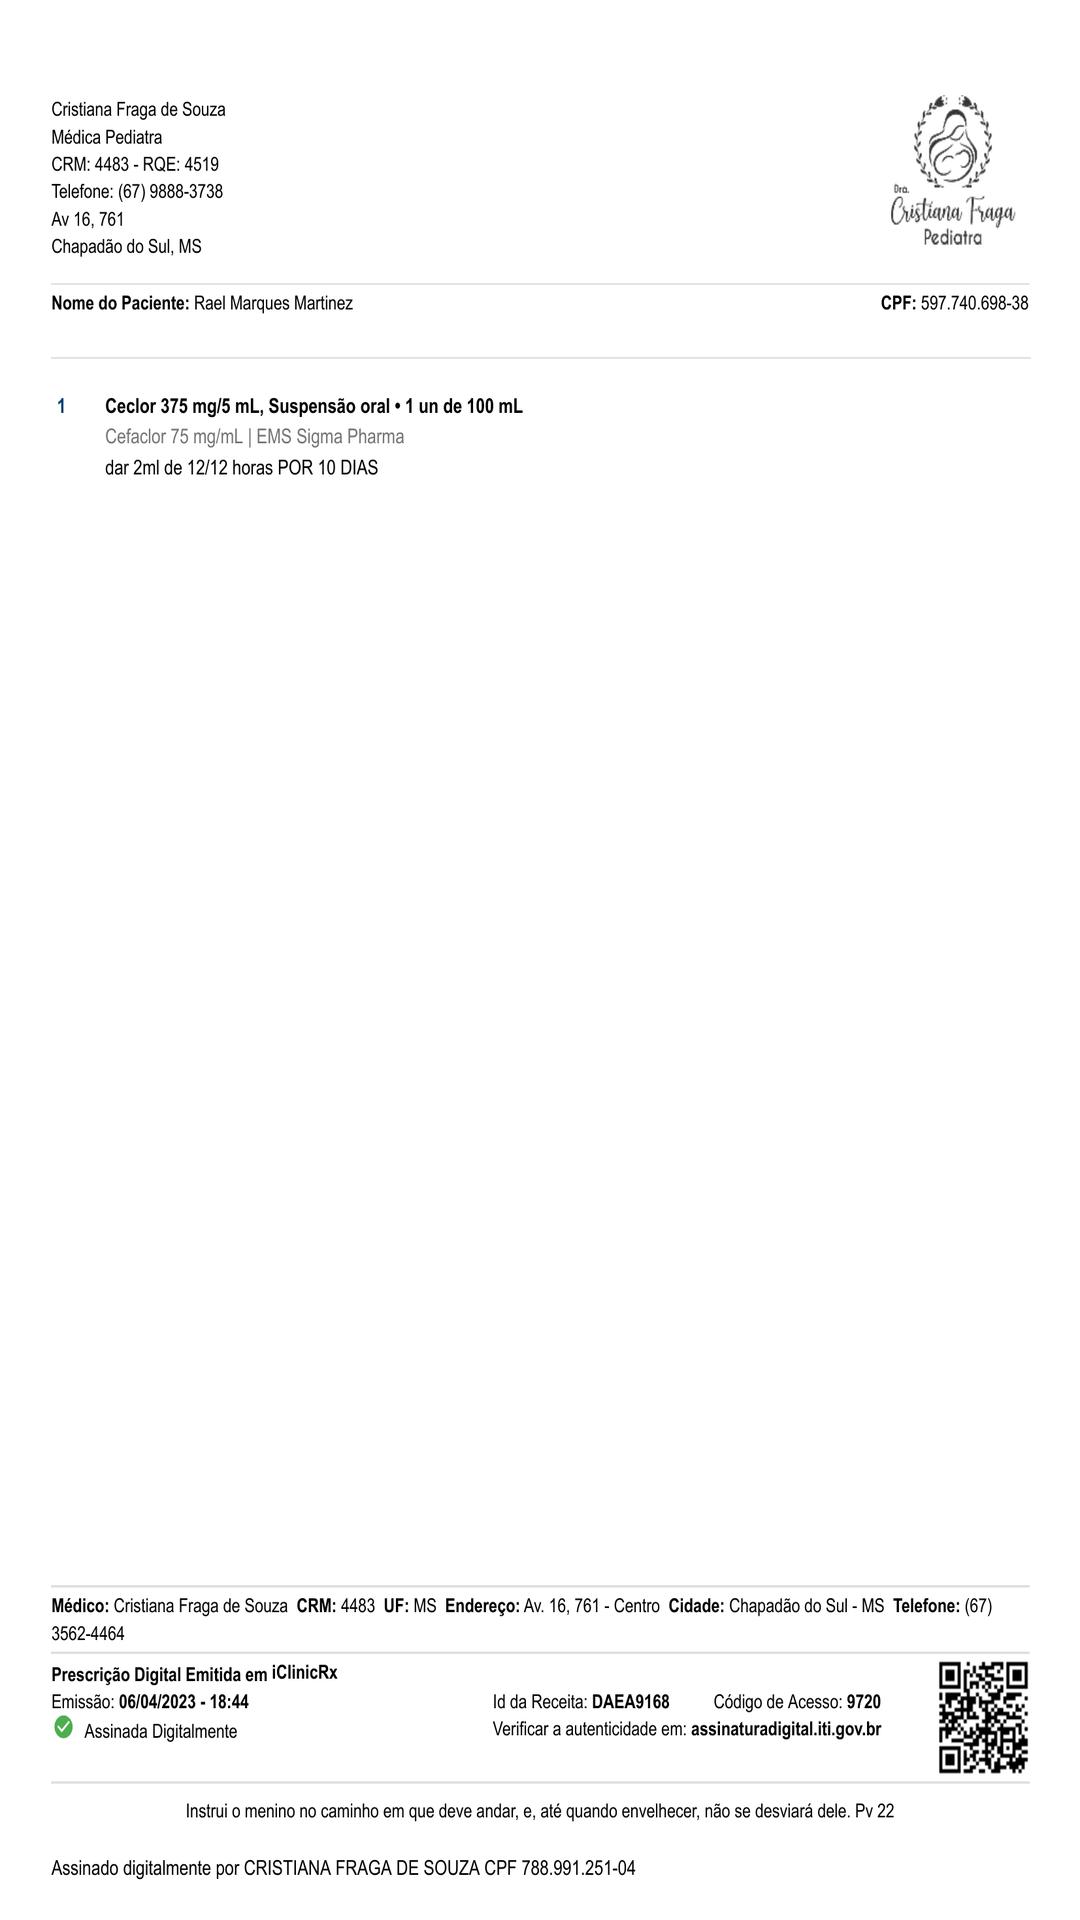 Cristiana Fraga de Souza
Médica Pediatra
CRM: 4483 - RQE: 4519
Telefone: (67) 9888-3738
Av 16, 761
Chapadão do Sul, MS
Dra.
Cristiana Fraga
Pediatra
Nome do Paciente: Rael Marques Martinez CPF: 597.740.698-38
1 Ceclor 375 mg/5 mL, Suspensão oral • 1 un de 100 mL
Cefaclor 75 mg/mL | EMS Sigma Pharma
dar 2ml de 12/12 horas POR 10 DIAS
Médico: Cristiana Fraga de Souza CRM: 4483 UF: MS Endereço: Av. 16, 761 - Centro Cidade: Chapadão do Sul - MS Telefone: (67)
3562-4464
Prescrição Digital Emitida em iClinicRx
Emissão: 06/04/2023 - 18:44 Id da Receita: DAEA9168 Código de Acesso: 9720
Assinada Digitalmente Verificar a autenticidade em: assinaturadigital.iti.gov.br
Instrui o menino no caminho em que deve andar, e, até quando envelhecer, não se desviará dele. Pv 22
Assinado digitalmente por CRISTIANA FRAGA DE SOUZA CPF 788.991.251-04